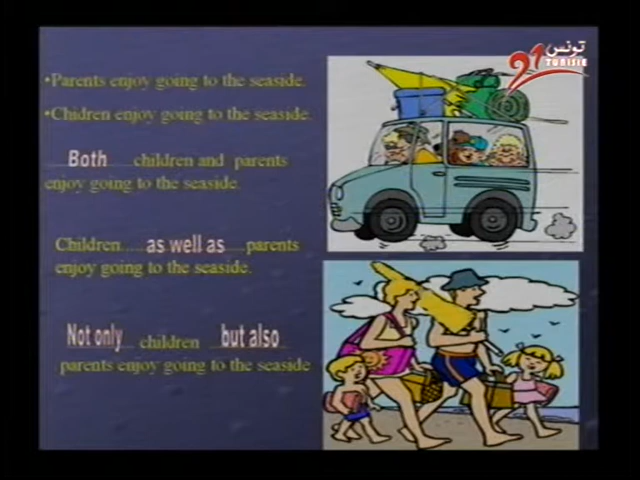 تونس
21
TUNISIE
•Parents enjoy going to the seaside.
•Chidren enjoy going to the seaside.
Both children and parents
enjoy going to the seaside.
Children..... as well as .... parents
enjoy going to the seaside.
Not only... children ... but also ...
parents enjoy going to the seaside